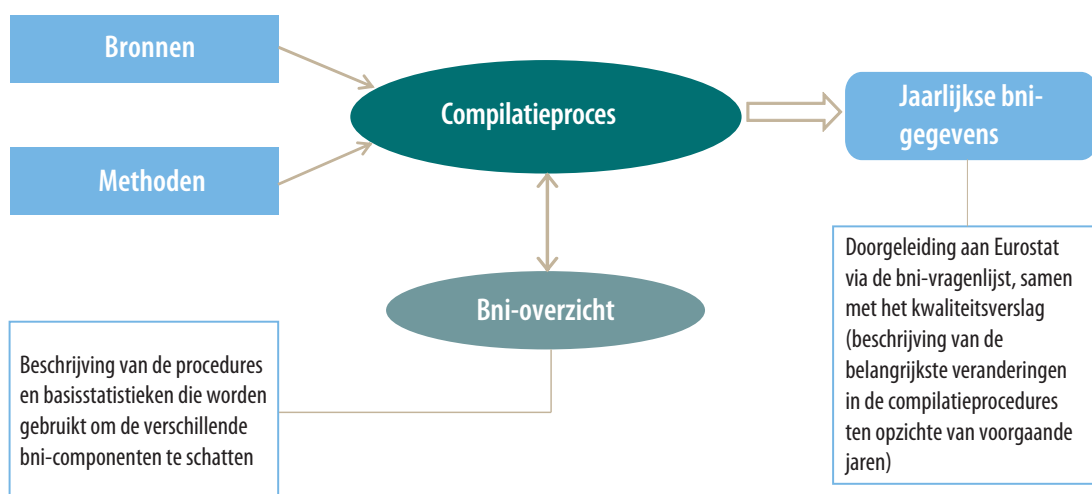 Bronnen
Methoden
Compilatieproces
Jaarlijkse bni-
gegevens
Bni-overzicht
Beschrijving van de procedures
en basisstatistieken die worden
gebruikt om de verschillende
bni-componenten te schatten
Doorgeleiding aan Eurostat
via de bni-vragenlijst, samen
met het kwaliteitsverslag
(beschrijving van de
belangrijkste veranderingen
in de compilatieprocedures
ten opzichte van voorgaande
jaren)